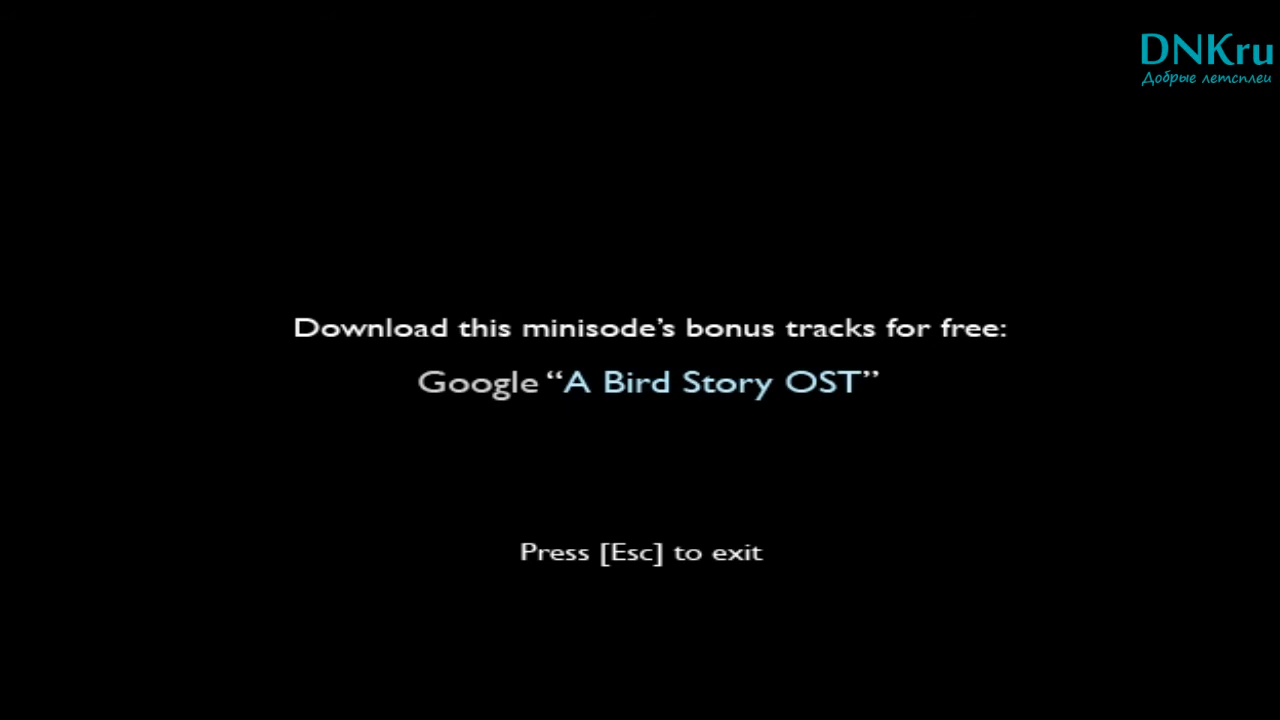 DNKru
Добрые летсплеи
Download this minisode’s bonus tracks for free:
Google “A Bird Story OST”
Press [Esc] to exit